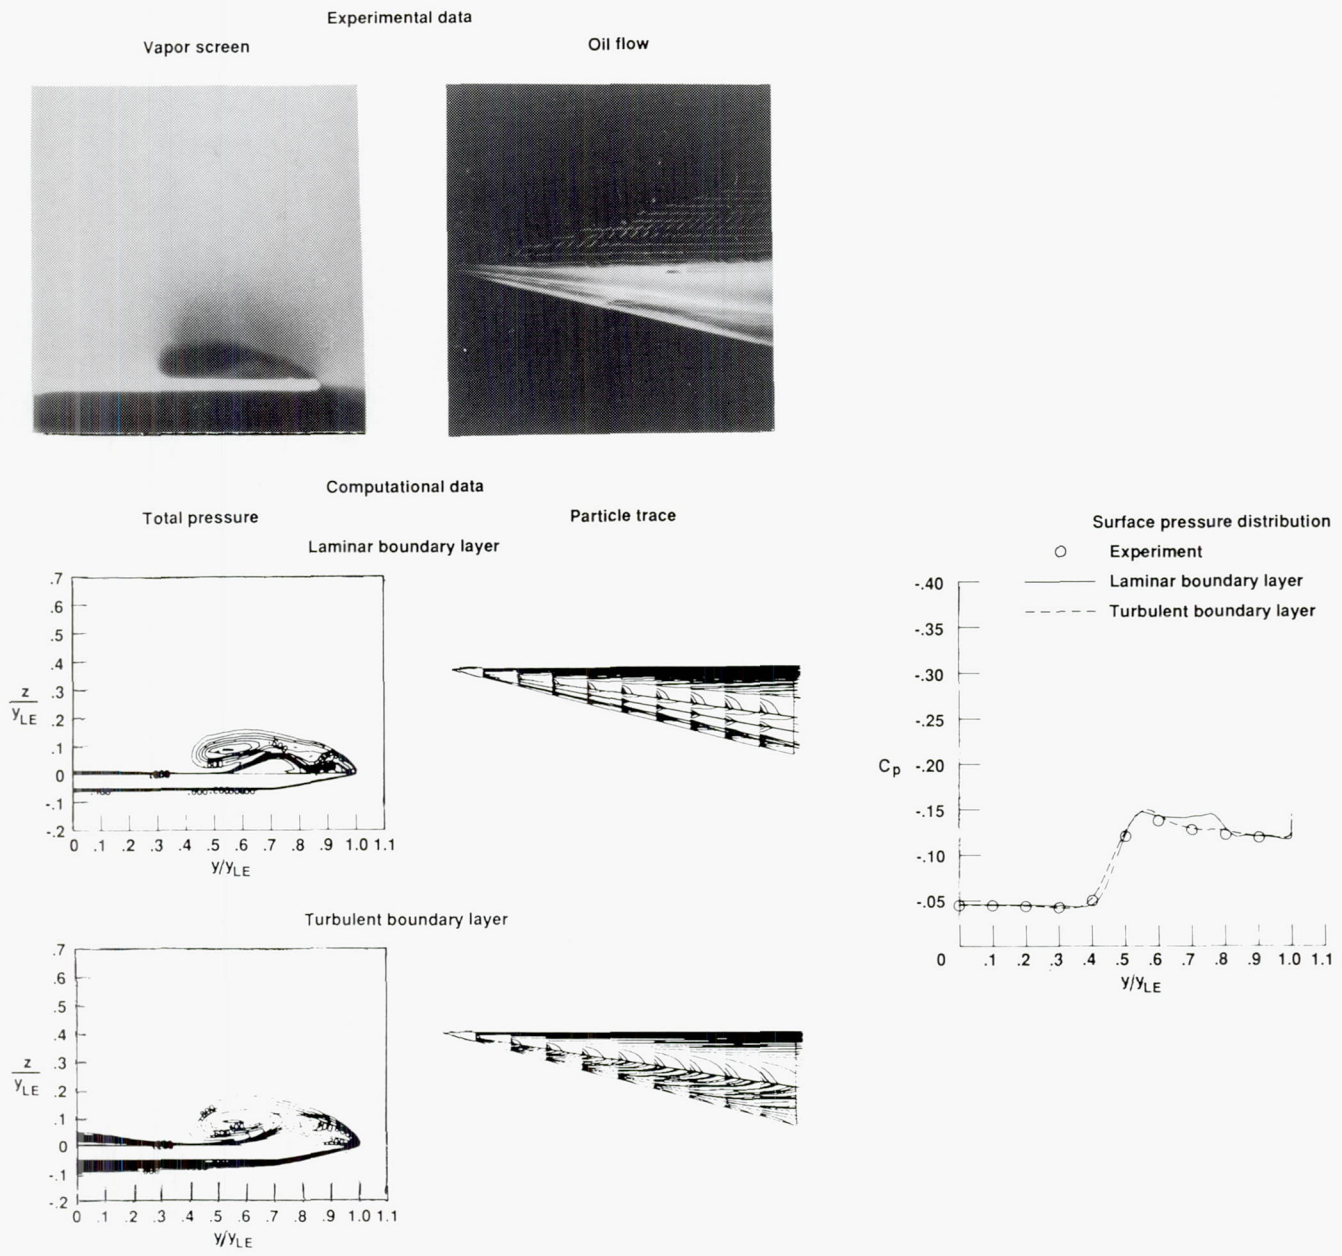 Experimental data
Vapor screen
Oil flow
Computational data
Total pressure
Particle trace
Laminar boundary layer
.7
.6
.5
.4
.3
.2
.1
0
-.1
-.2
z
yLE
0 .1 .2 .3 .4 .5 .6 .7 .8 .9 1.0 1.1
y/yLE
Turbulent boundary layer
.7
.6
.5
.4
.3
.2
.1
0
-.1
-.2
z
yLE
0 .1 .2 .3 .4 .5 .6 .7 .8 .9 1.0 1.1
y/yLE
Surface pressure distribution
Experiment
Laminar boundary layer
Turbulent boundary layer
-.40
-.35
-.30
-.25
Cp -.20
-.15
-.10
-.05
0 .1 .2 .3 .4 .5 .6 .7 .8 .9 1.0 1.1
y/yLE